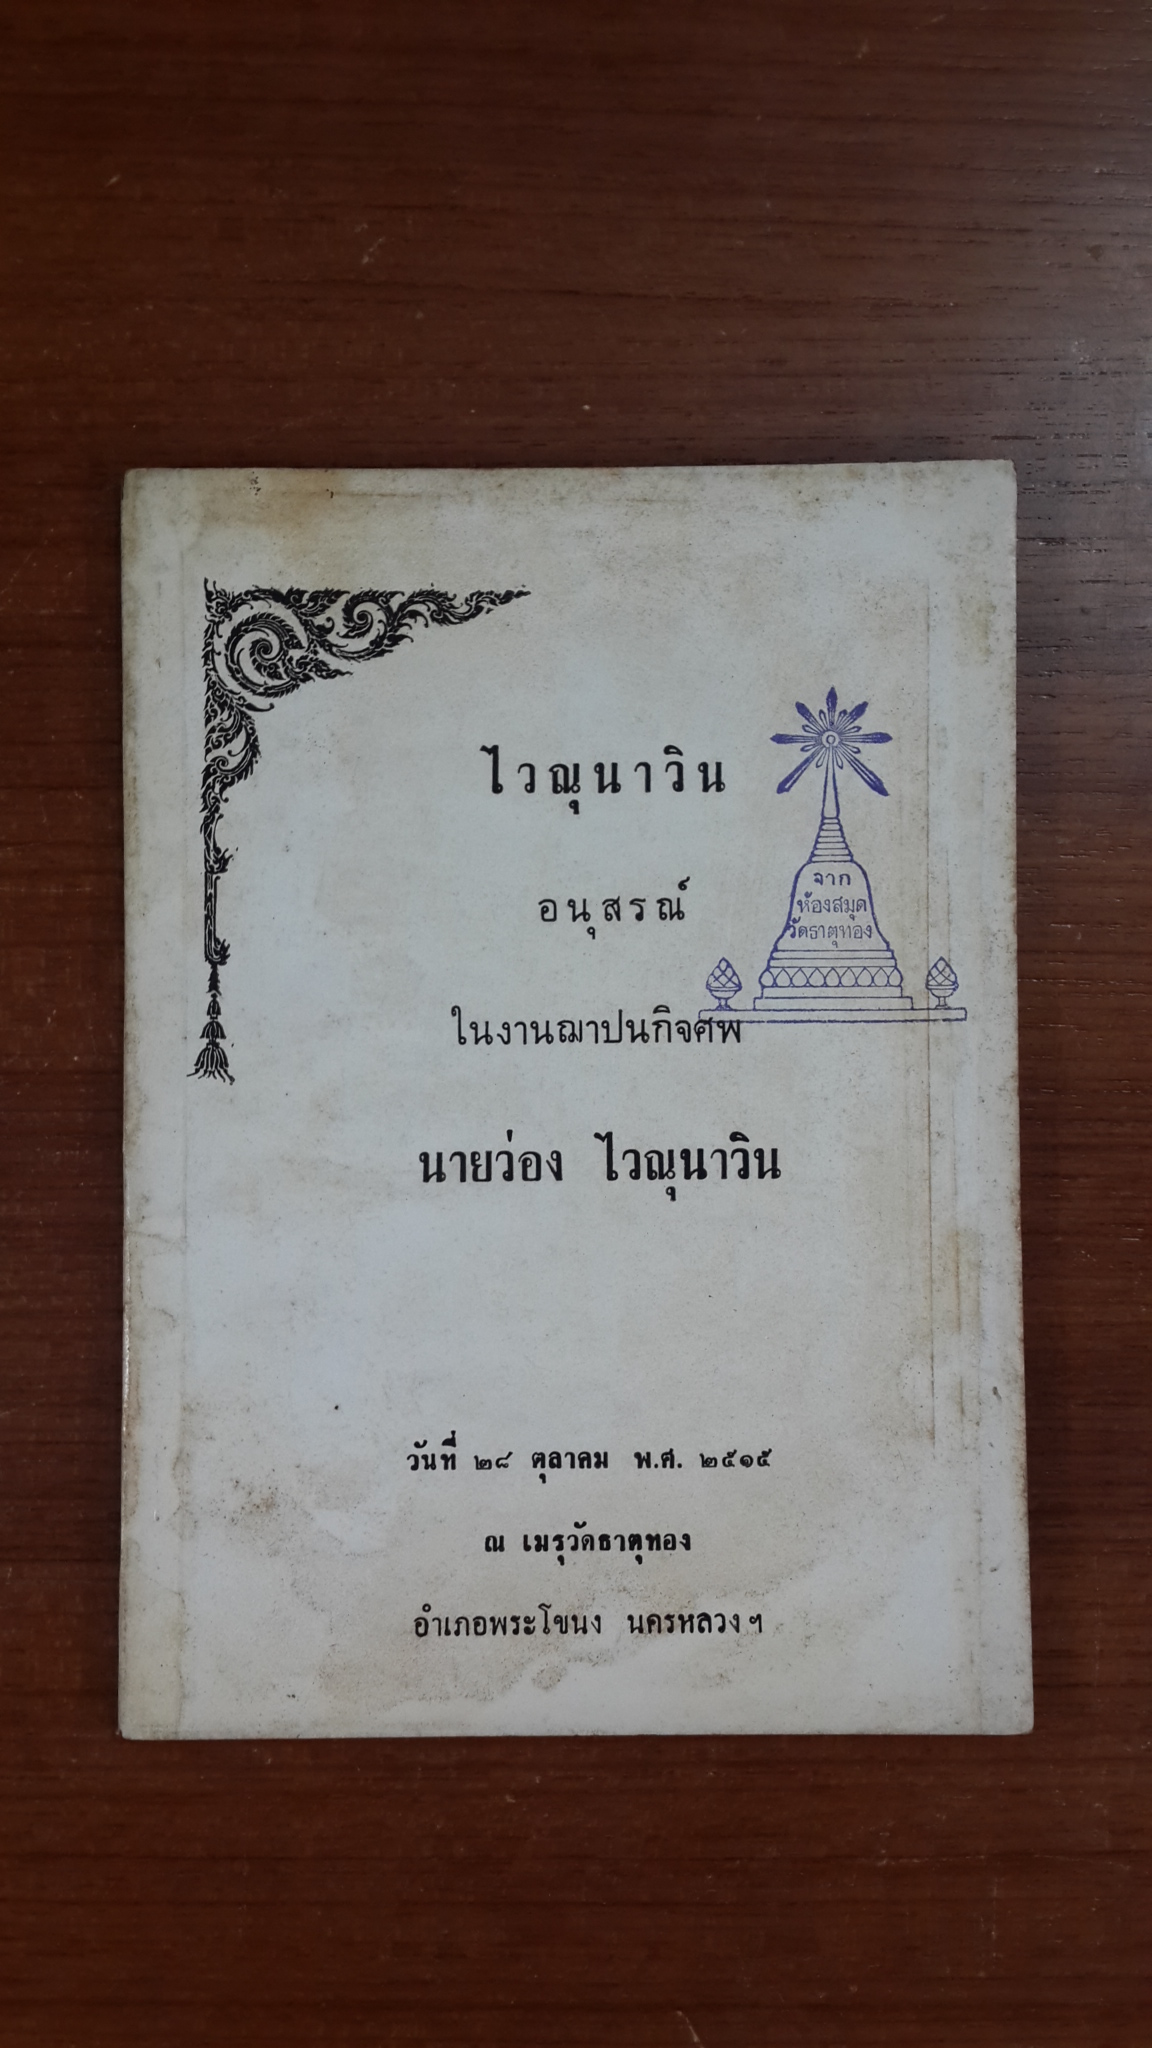 ไวณุนาวิน
อนุสรณ์
จาก
ห้องสมุด
วัดธาตุทอง
ในงานฌาปนกิจศพ
นายว่อง ไวณุนาวิน
วันที่ ๒๘ ตุลาคม พ.ศ. ๒๕๑๕
ณ เมรุวัดธาตุทอง
อำเภอพระโขนง นครหลวงฯ